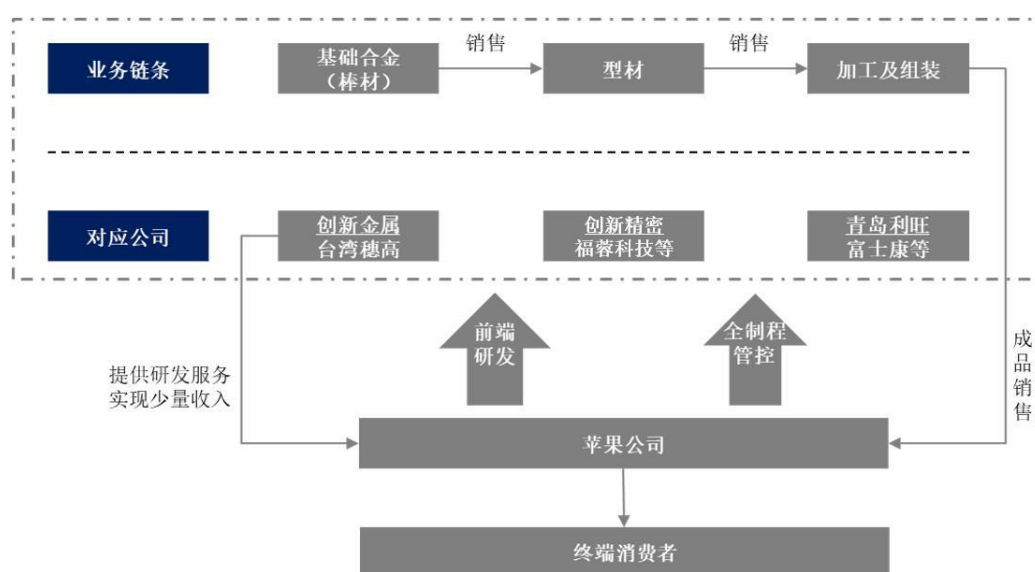 业务链条
基础合金
（棒材）
销售
型材
销售
加工及组装
对应公司
创新金属
台湾穗高
创新精密
福蓉科技等
青岛利旺
富士康等
前端
研发
全制程
管控
提供研发服务
实现少量收入
成
品
销
售
苹果公司
终端消费者